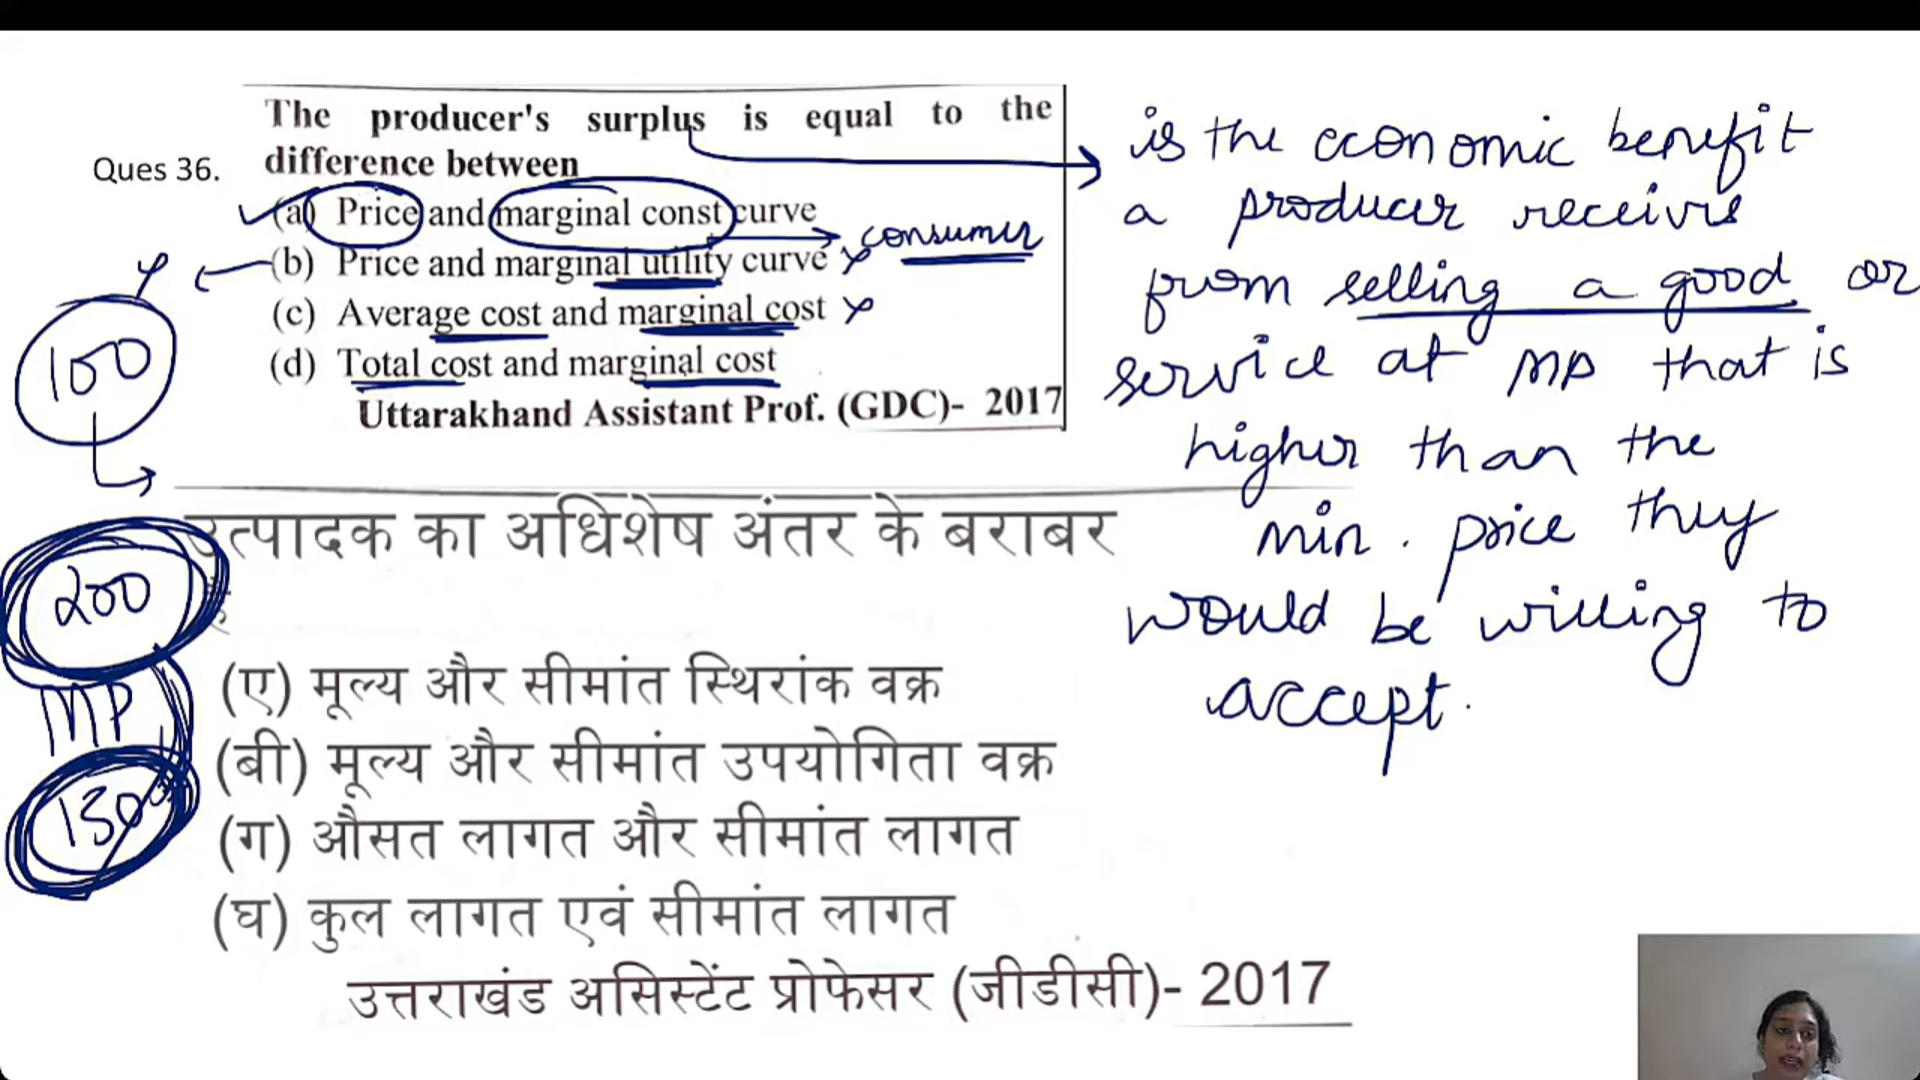 The producer's surplus is equal to the
difference between
Ques 36.
(a) Price and marginal const curve
(b) Price and marginal utility curve
(c) Average cost and marginal cost
(d) Total cost and marginal cost
Uttarakhand Assistant Prof. (GDC)- 2017
consumer
is the economic benefit
a producer receives
from selling a good or
service at MP that is
higher than the
min. price they
would be willing to
accept.
100
200
MP
150
उत्पादक का अधिशेष अंतर के बराबर
है
(ए) मूल्य और सीमांत स्थिरांक वक्र
(बी) मूल्य और सीमांत उपयोगिता वक्र
(ग) औसत लागत और सीमांत लागत
(घ) कुल लागत एवं सीमांत लागत
उत्तराखंड असिस्टेंट प्रोफेसर (जीडीसी)- 2017